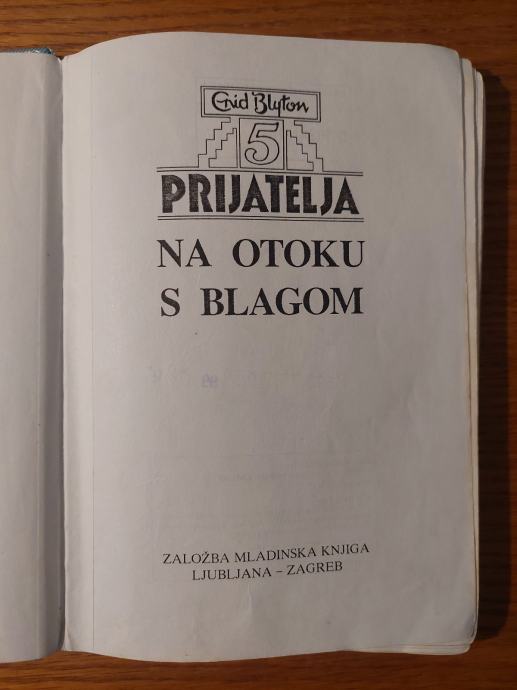 Enid Blyton
5
PRIJATELJA
NA OTOKU
S BLAGOM
ZALOŽBA MLADINSKA KNJIGA
LJUBLJANA – ZAGREB